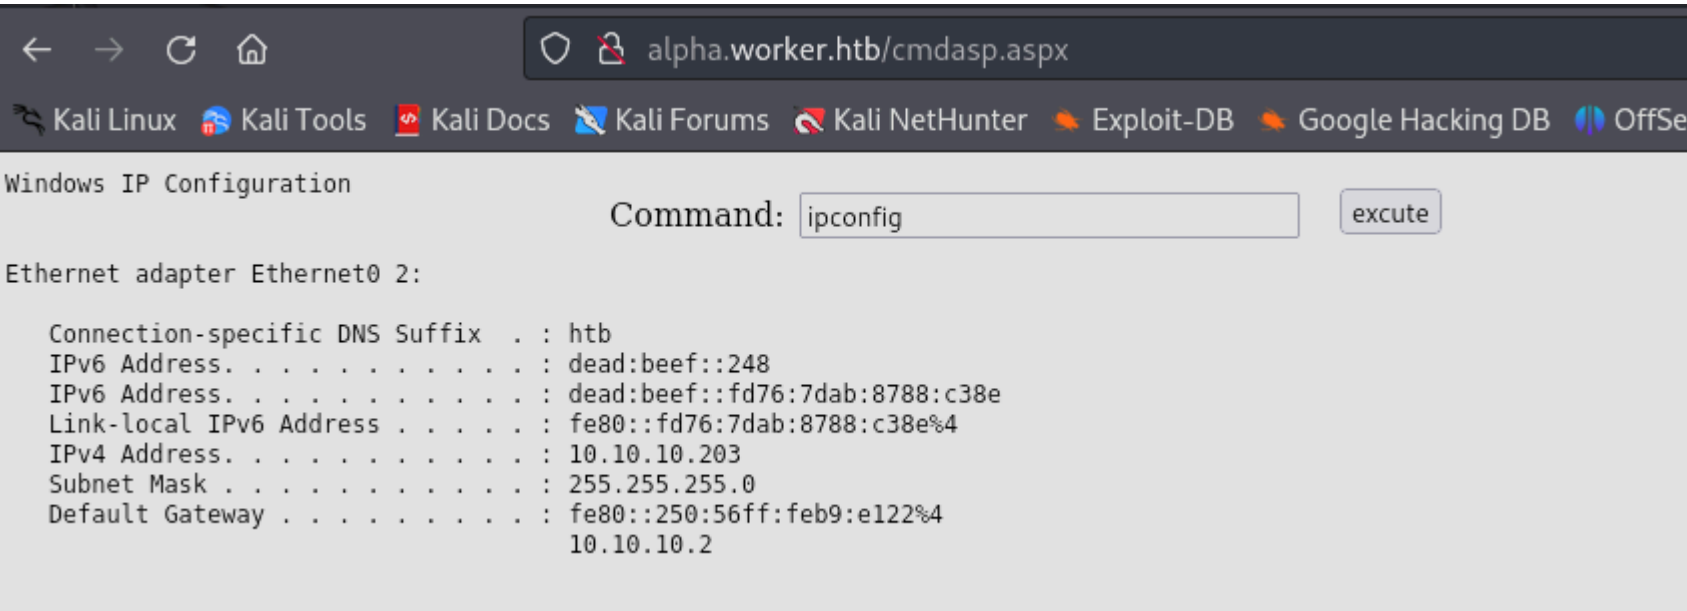 alpha.worker.htb/cmdasp.aspx
Kali Linux Kali Tools Kali Docs Kali Forums Kali NetHunter Exploit-DB Google Hacking DB OffSe
Windows IP Configuration
Command: ipconfig excute
Ethernet adapter Ethernet0 2:
Connection-specific DNS Suffix . : htb
IPv6 Address. . . . . . . . . . . : dead:beef::248
IPv6 Address. . . . . . . . . . . : dead:beef::fd76:7dab:8788:c38e
Link-local IPv6 Address . . . . . : fe80::fd76:7dab:8788:c38e%4
IPv4 Address. . . . . . . . . . . : 10.10.10.203
Subnet Mask . . . . . . . . . . . : 255.255.255.0
Default Gateway . . . . . . . . . : fe80::250:56ff:feb9:e122%4
10.10.10.2